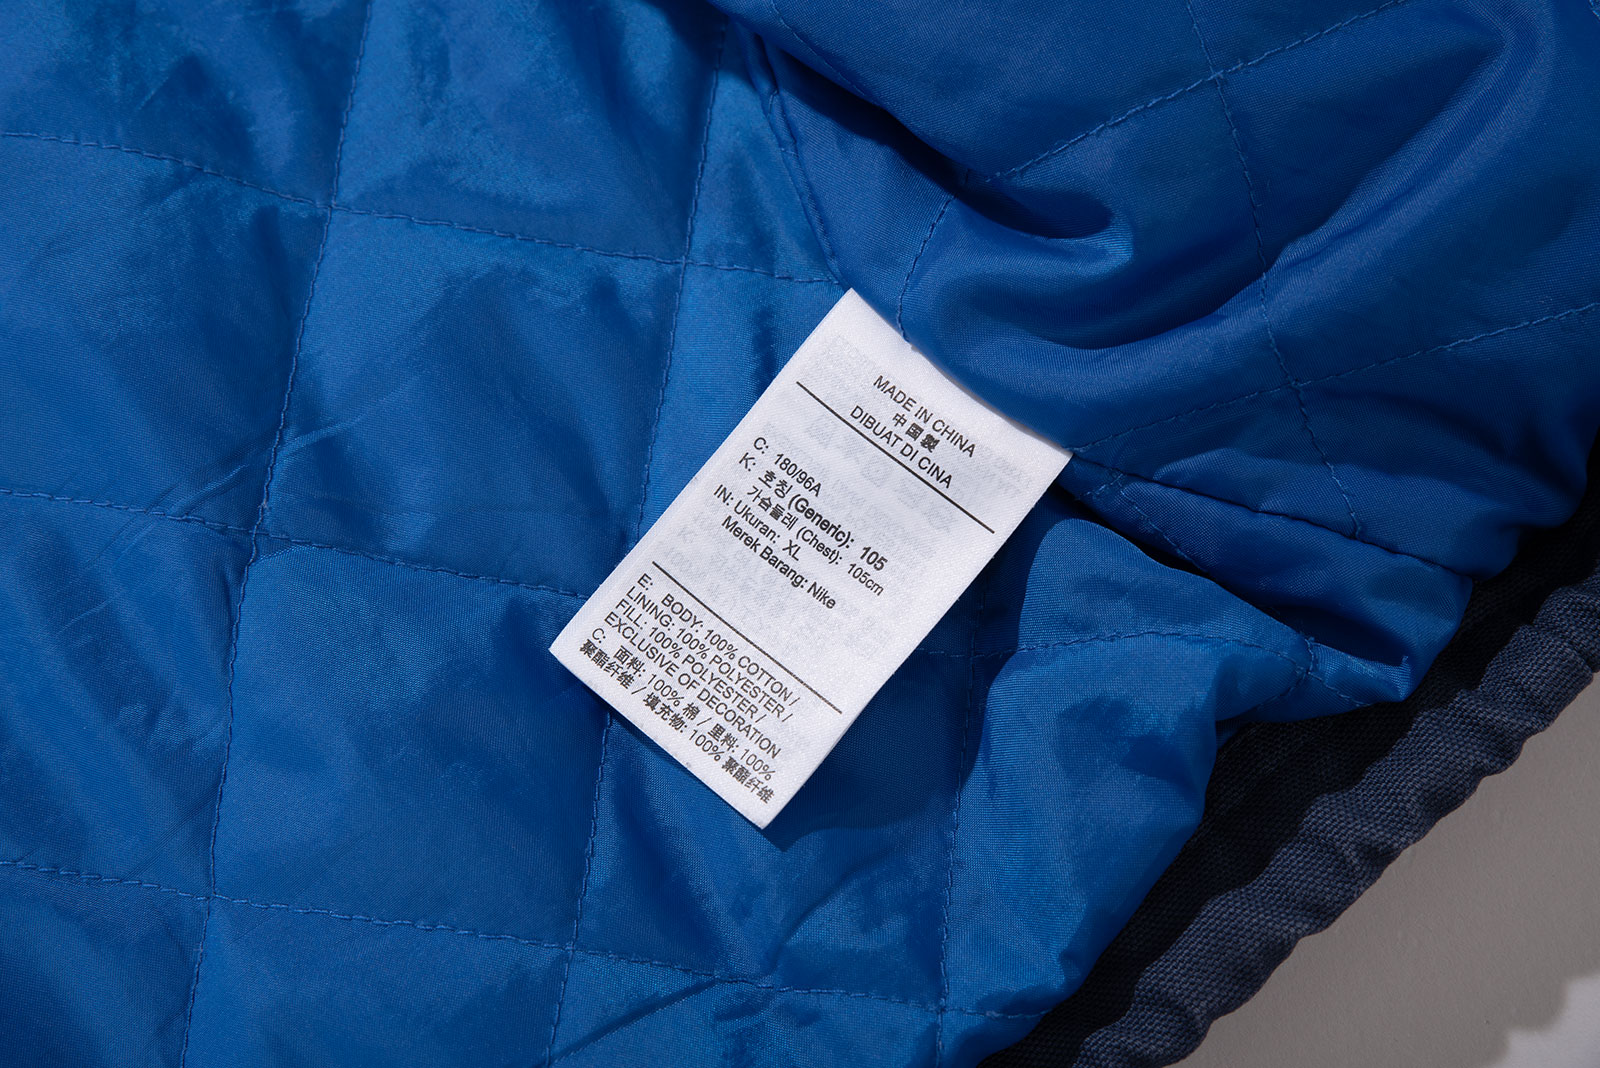 MADE IN CHINA
中国製
DIBUAT DI CINA
C: 180/96A
K: 호칭 (Generic): 105
가슴둘레 (Chest): 105cm
IN: Ukuran: XL
Merek Barang: Nike
E: BODY: 100% COTTON /
LINING: 100% POLYESTER /
FILL: 100% POLYESTER /
EXCLUSIVE OF DECORATION
C: 面料: 100% 棉 / 里料: 100%
聚酯纤维 / 填充物: 100% 聚酯纤维